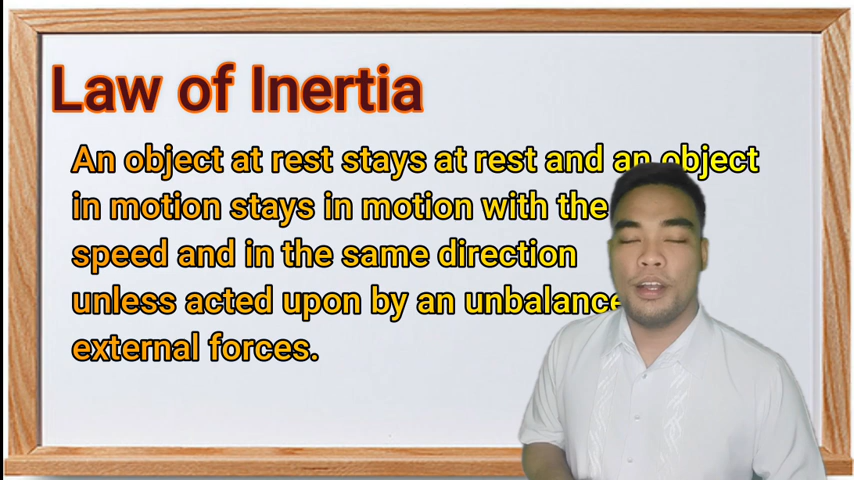 Law of Inertia
An object at rest stays at rest and an object
in motion stays in motion with the
speed and in the same direction
unless acted upon by an
external forces.